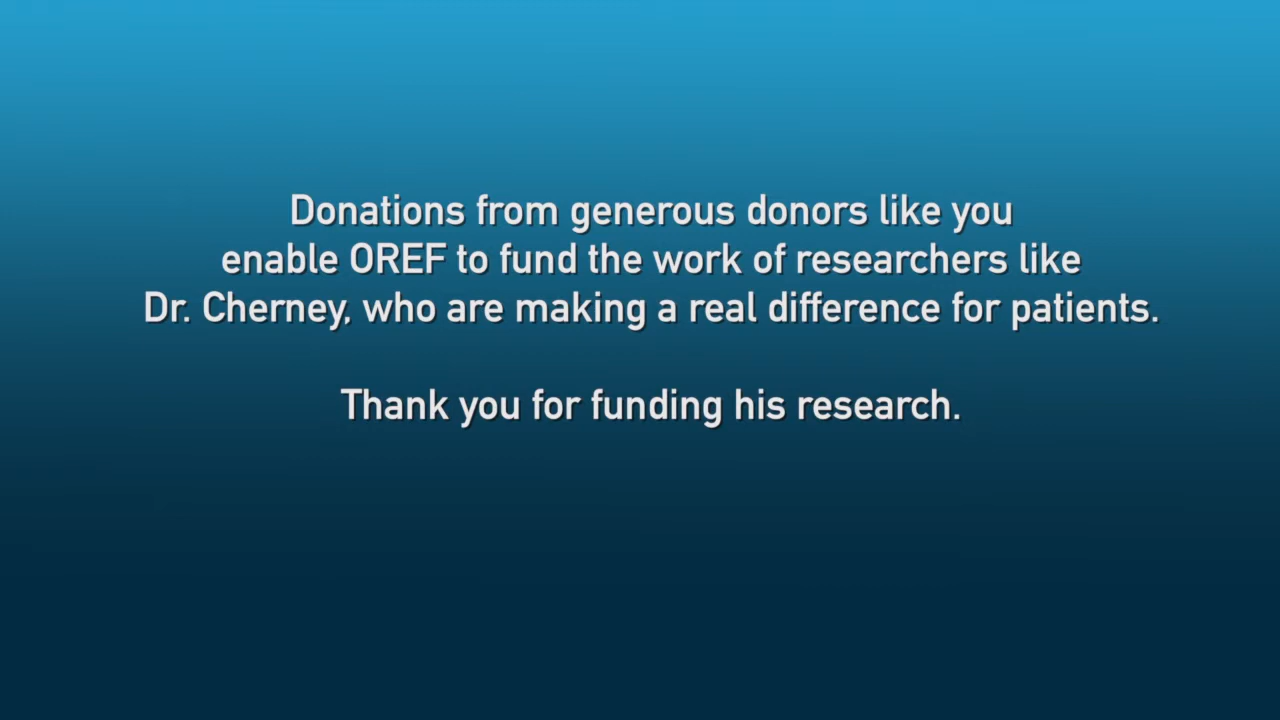 Donations from generous donors like you
enable OREF to fund the work of researchers like
Dr. Cherney, who are making a real difference for patients.
Thank you for funding his research.